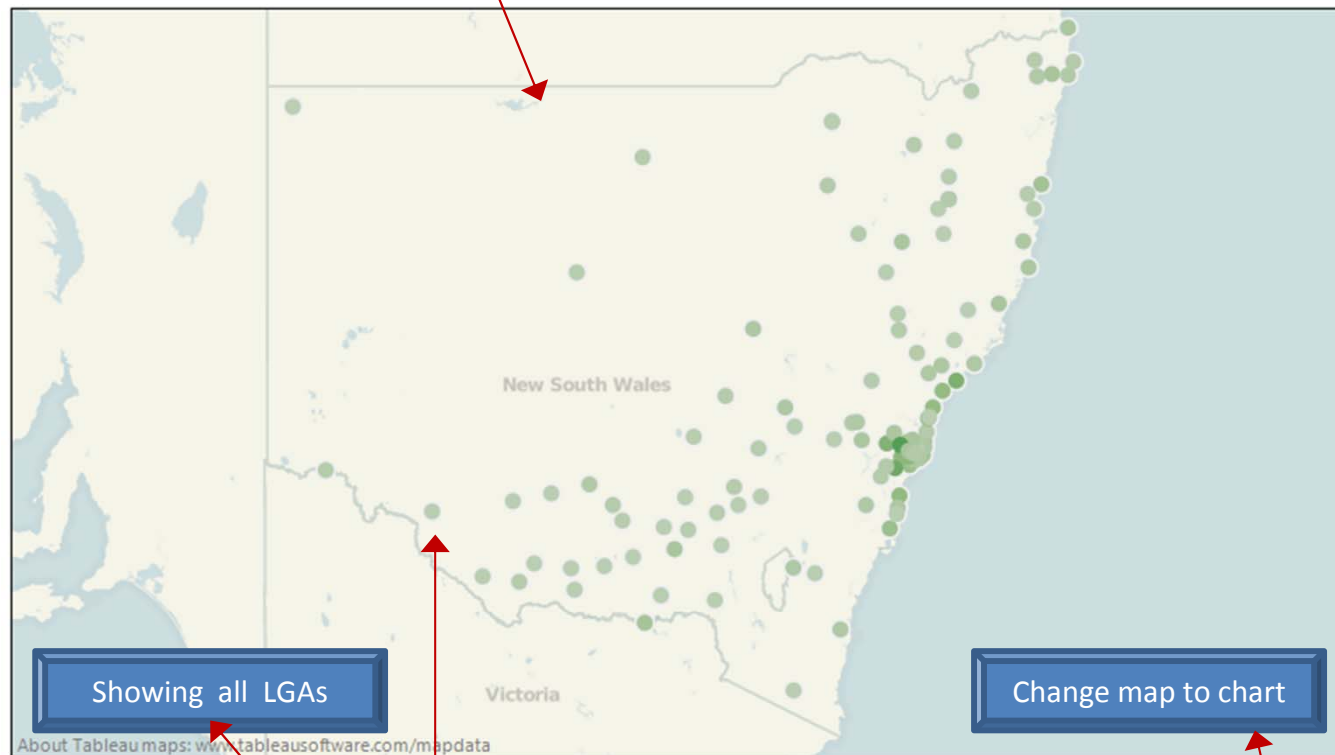 New South Wales
Showing all LGAs
Victoria
Change map to chart
About Tableau maps: www.tableausoftware.com/mapdata